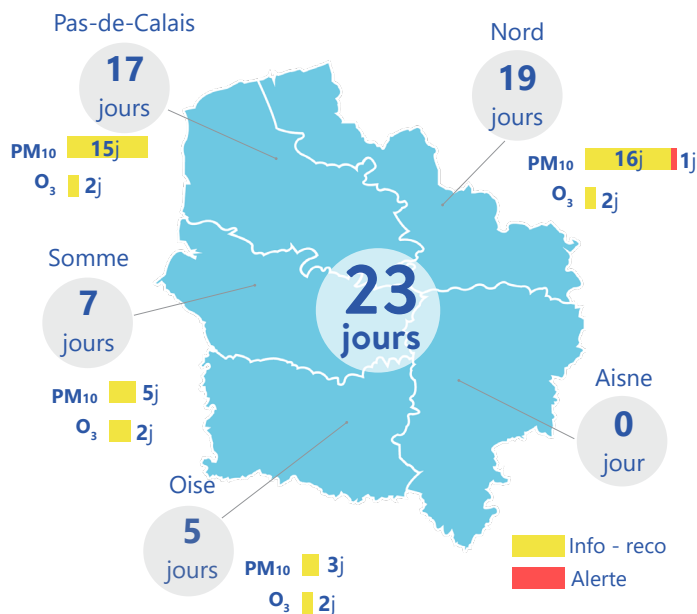 Pas-de-Calais
17
jours
PM10 15j
O3 2j
Nord
19
jours
PM10 16j 1j
O3 2j
Somme
7
jours
PM10 5j
O3 2j
23
jours
Aisne
0
jour
Oise
5
jours
PM10 3j
O3 2j
Info - reco
Alerte